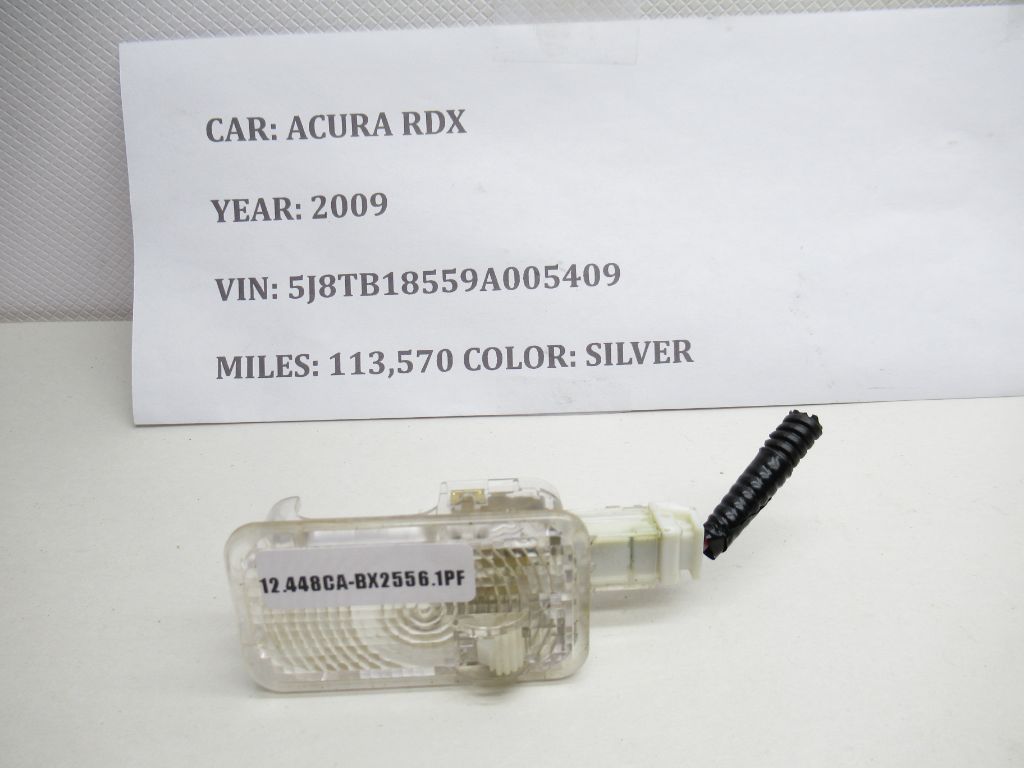 CAR: ACURA RDX
YEAR: 2009
VIN: 5J8TB18559A005409
MILES: 113,570 COLOR: SILVER
12.448CA-BX2556.1PF